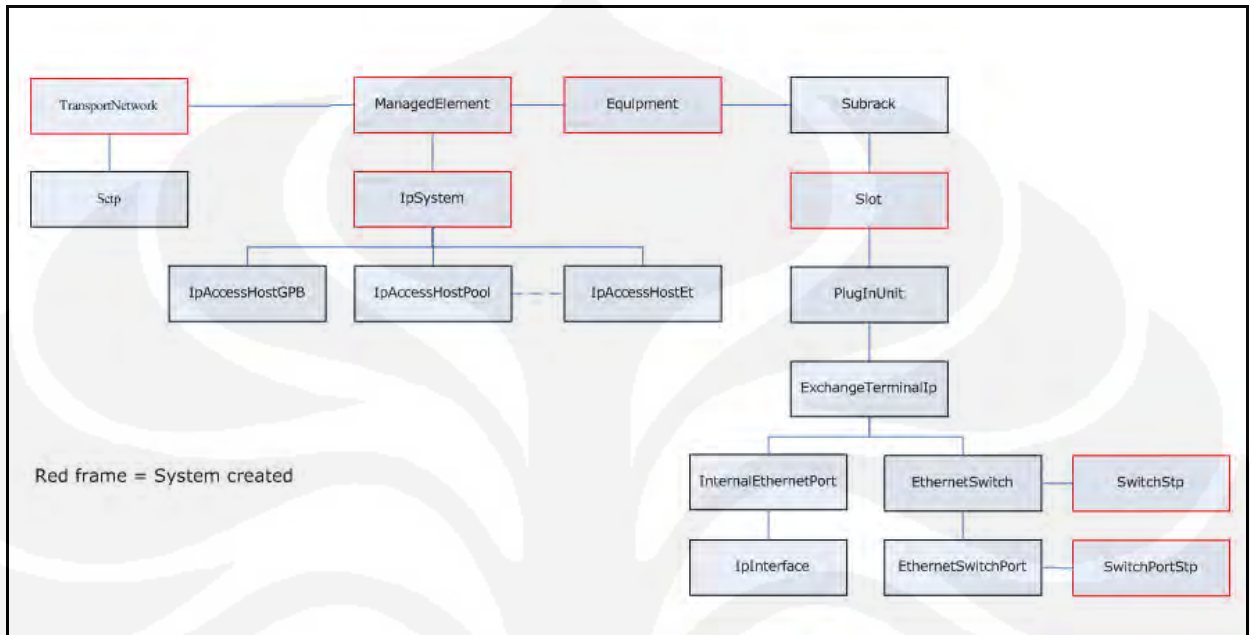 TransportNetwork
ManagedElement
Equipment
Subrack
Sctp
IpSystem
Slot
IpAccessHostGPB
IpAccessHostPool
IpAccessHostEt
PlugInUnit
ExchangeTerminalIp
Red frame = System created
InternalEthernetPort
EthernetSwitch
SwitchStp
IpInterface
EthernetSwitchPort
SwitchPortStp